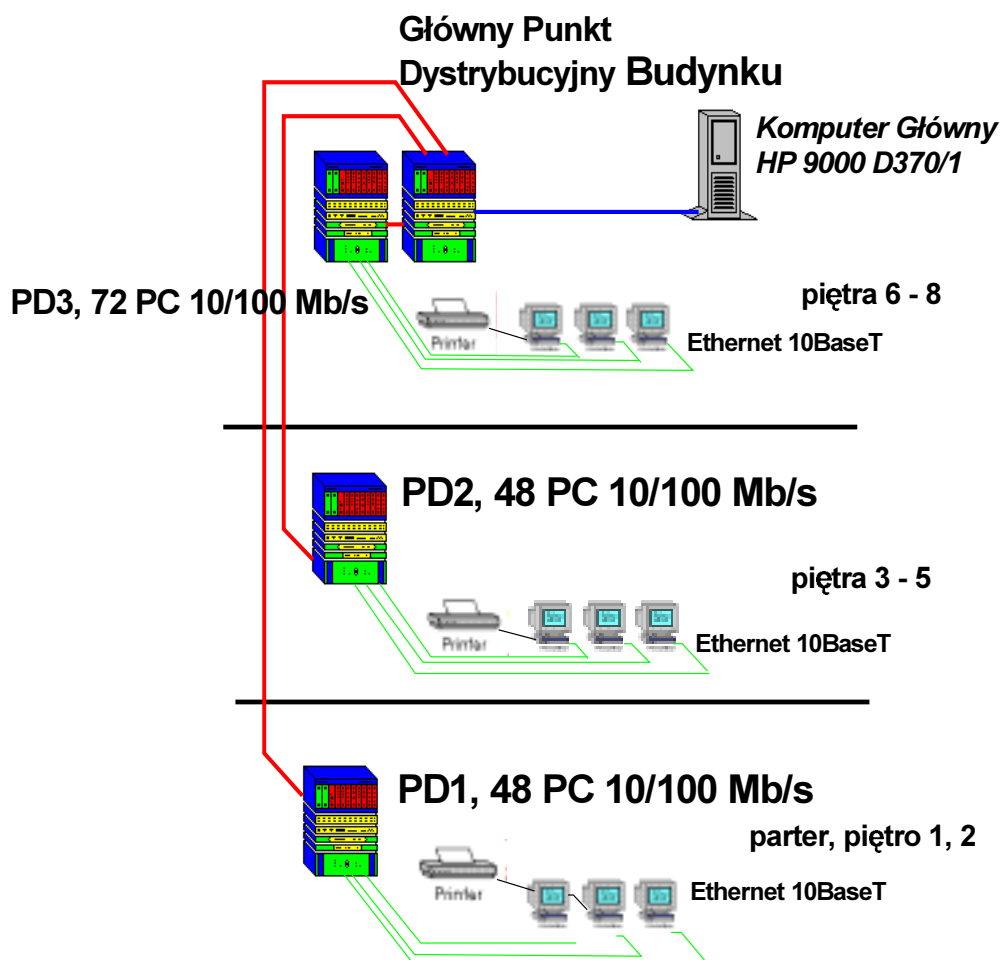 Główny Punkt
Dystrybucyjny Budynku
Komputer Główny
HP 9000 D370/1
PD3, 72 PC 10/100 Mb/s
piętra 6 - 8
Printer
Ethernet 10BaseT
PD2, 48 PC 10/100 Mb/s
piętra 3 - 5
Printer
Ethernet 10BaseT
PD1, 48 PC 10/100 Mb/s
parter, piętro 1, 2
Printer
Ethernet 10BaseT